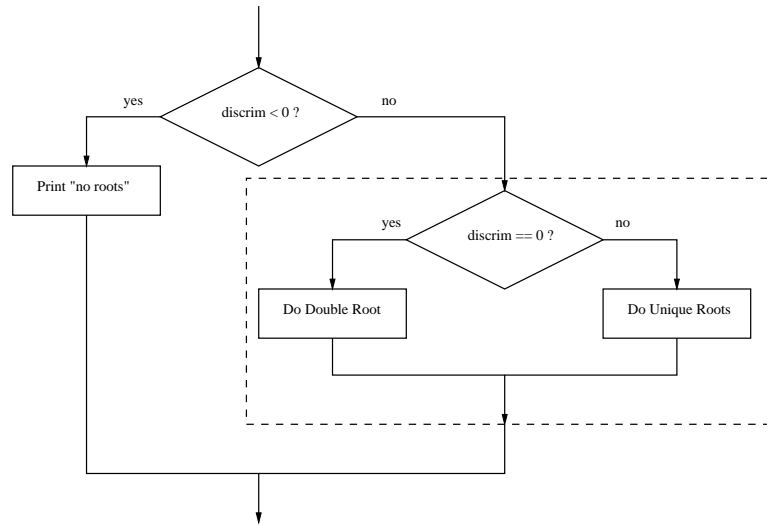 yes
no
discrim < 0 ?
Print "no roots"
yes
no
discrim == 0 ?
Do Double Root
Do Unique Roots